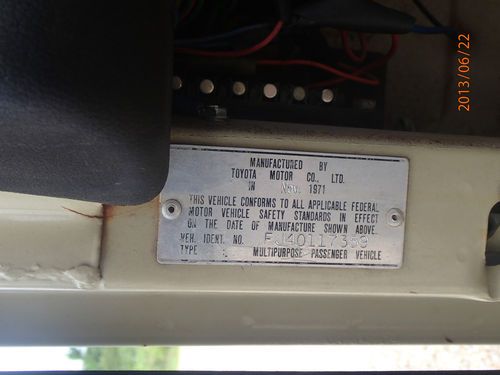 MANUFACTURED BY
TOYOTA MOTOR CO., LTD.
IN NOV. 1971
THIS VEHICLE CONFORMS TO ALL APPLICABLE FEDERAL
MOTOR VEHICLE SAFETY STANDARDS IN EFFECT
ON THE DATE OF MANUFACTURE SHOWN ABOVE.
VEH. IDENT. NO. FJ40117359
TYPE MULTIPURPOSE PASSENGER VEHICLE
2013/06/22